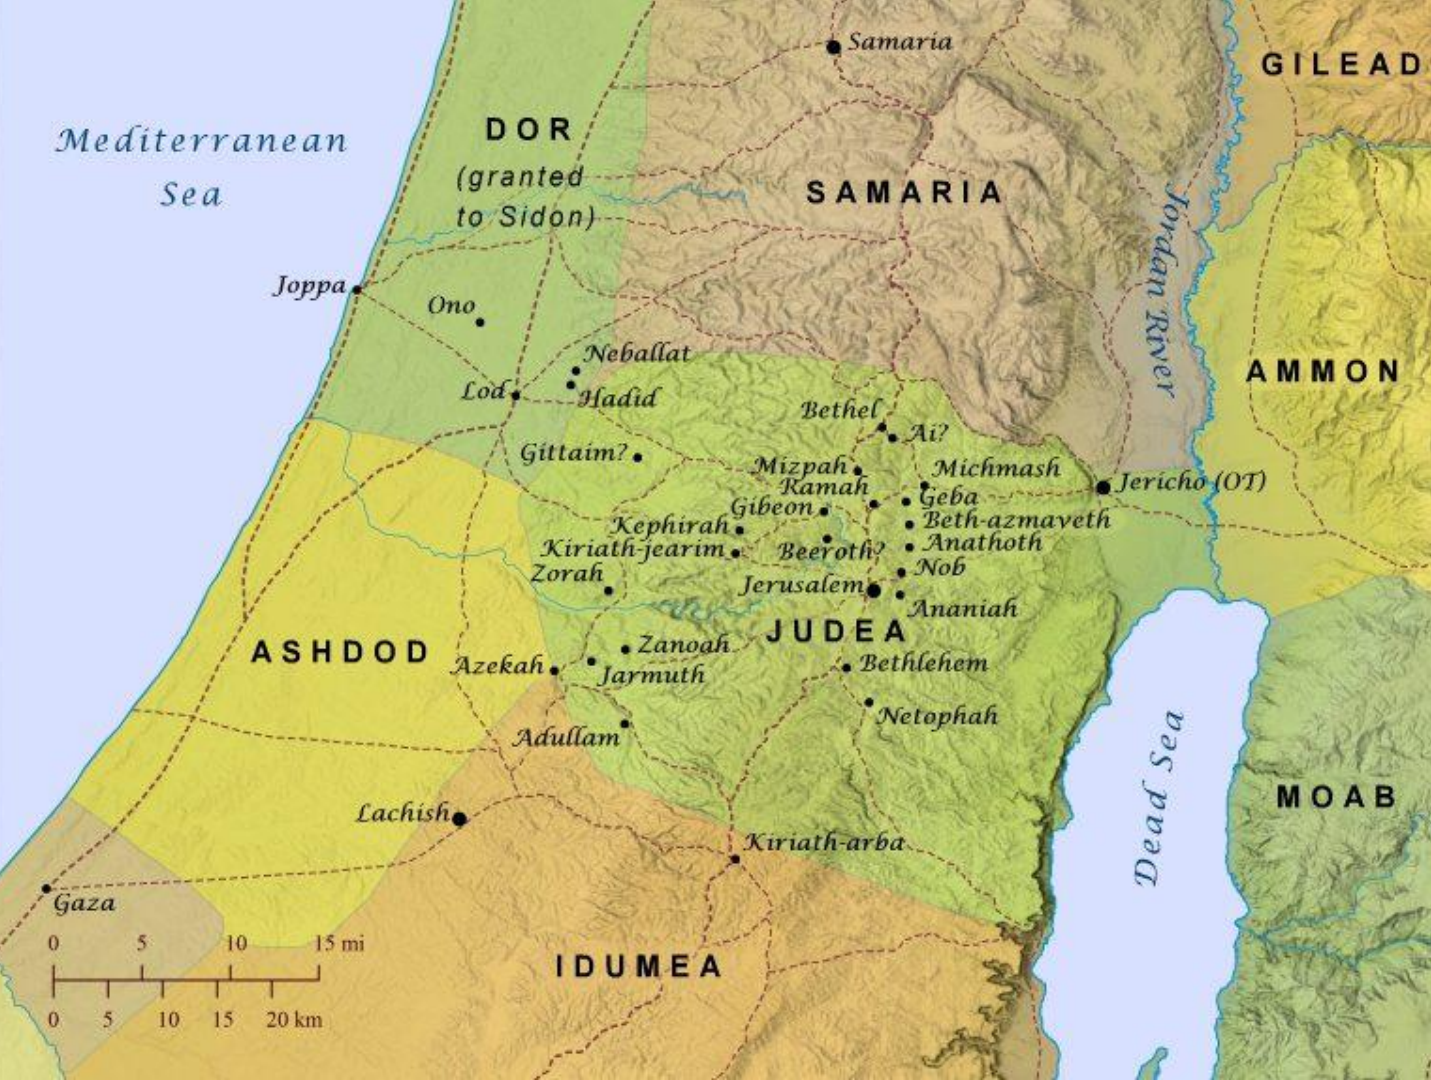 Samaria
GILEAD
Mediterranean
Sea
DOR
(granted
to Sidon)
SAMARIA
Jordan River
Joppa
Ono
Neballat
Lod
Hadid
AMMON
Bethel
Ai?
Gittaim?
Mizpah
Michmash
Ramah
Geba
Jericho (OT)
Gibeon
Beth-azmaveth
Kephirah
Anathoth
Kiriath-jearim
Beeroth?
Zorah
Nob
Jerusalem
Ananiah
JUDEA
ASHDOD
Zanoah
Azekah
Jarmuth
Bethlehem
Netophah
Adullam
Dead Sea
MOAB
Lachish
Kiriath-arba
Gaza
IDUMEA
0 5 10 15 mi
0 5 10 15 20 km